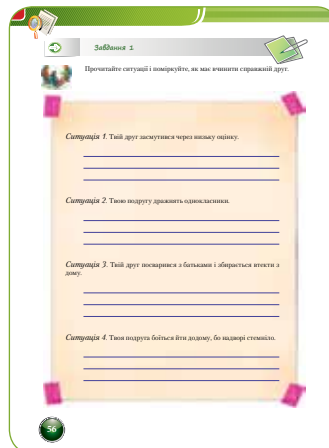 Завдання 1
Прочитайте ситуації і поміркуйте, як має вчинити справжній друг.
Ситуація 1. Твій друг засмутився через низьку оцінку.
Ситуація 2. Твою подругу дражнять однокласники.
Ситуація 3. Твій друг посварився з батьками і збирається втекти з
дому.
Ситуація 4. Твоя подруга боїться йти додому, бо надворі стемніло.
56